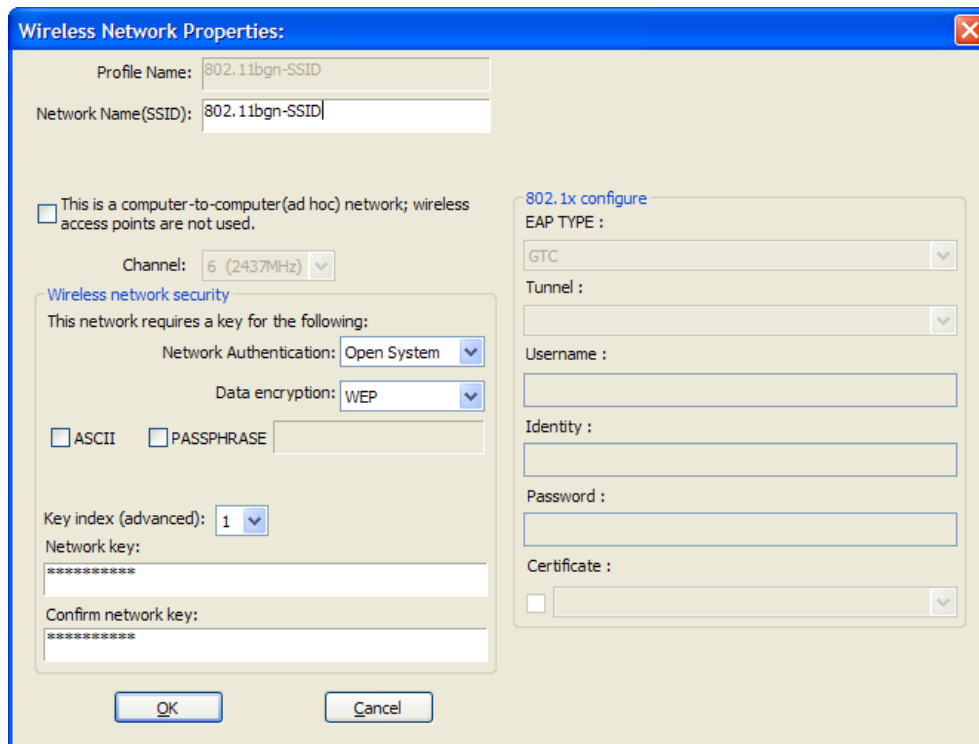 Wireless Network Properties:
Profile Name: 802.11bgn-SSID
Network Name(SSID): 802.11bgn-SSID
This is a computer-to-computer(ad hoc) network; wireless
access points are not used.
Channel: 6 (2437MHz)
Wireless network security
This network requires a key for the following:
Network Authentication: Open System
Data encryption: WEP
ASCII PASSPHRASE
Key index (advanced): 1
Network key:
**********
Confirm network key:
**********
OK Cancel
802.1x configure
EAP TYPE :
GTC
Tunnel :
Username :
Identity :
Password :
Certificate :